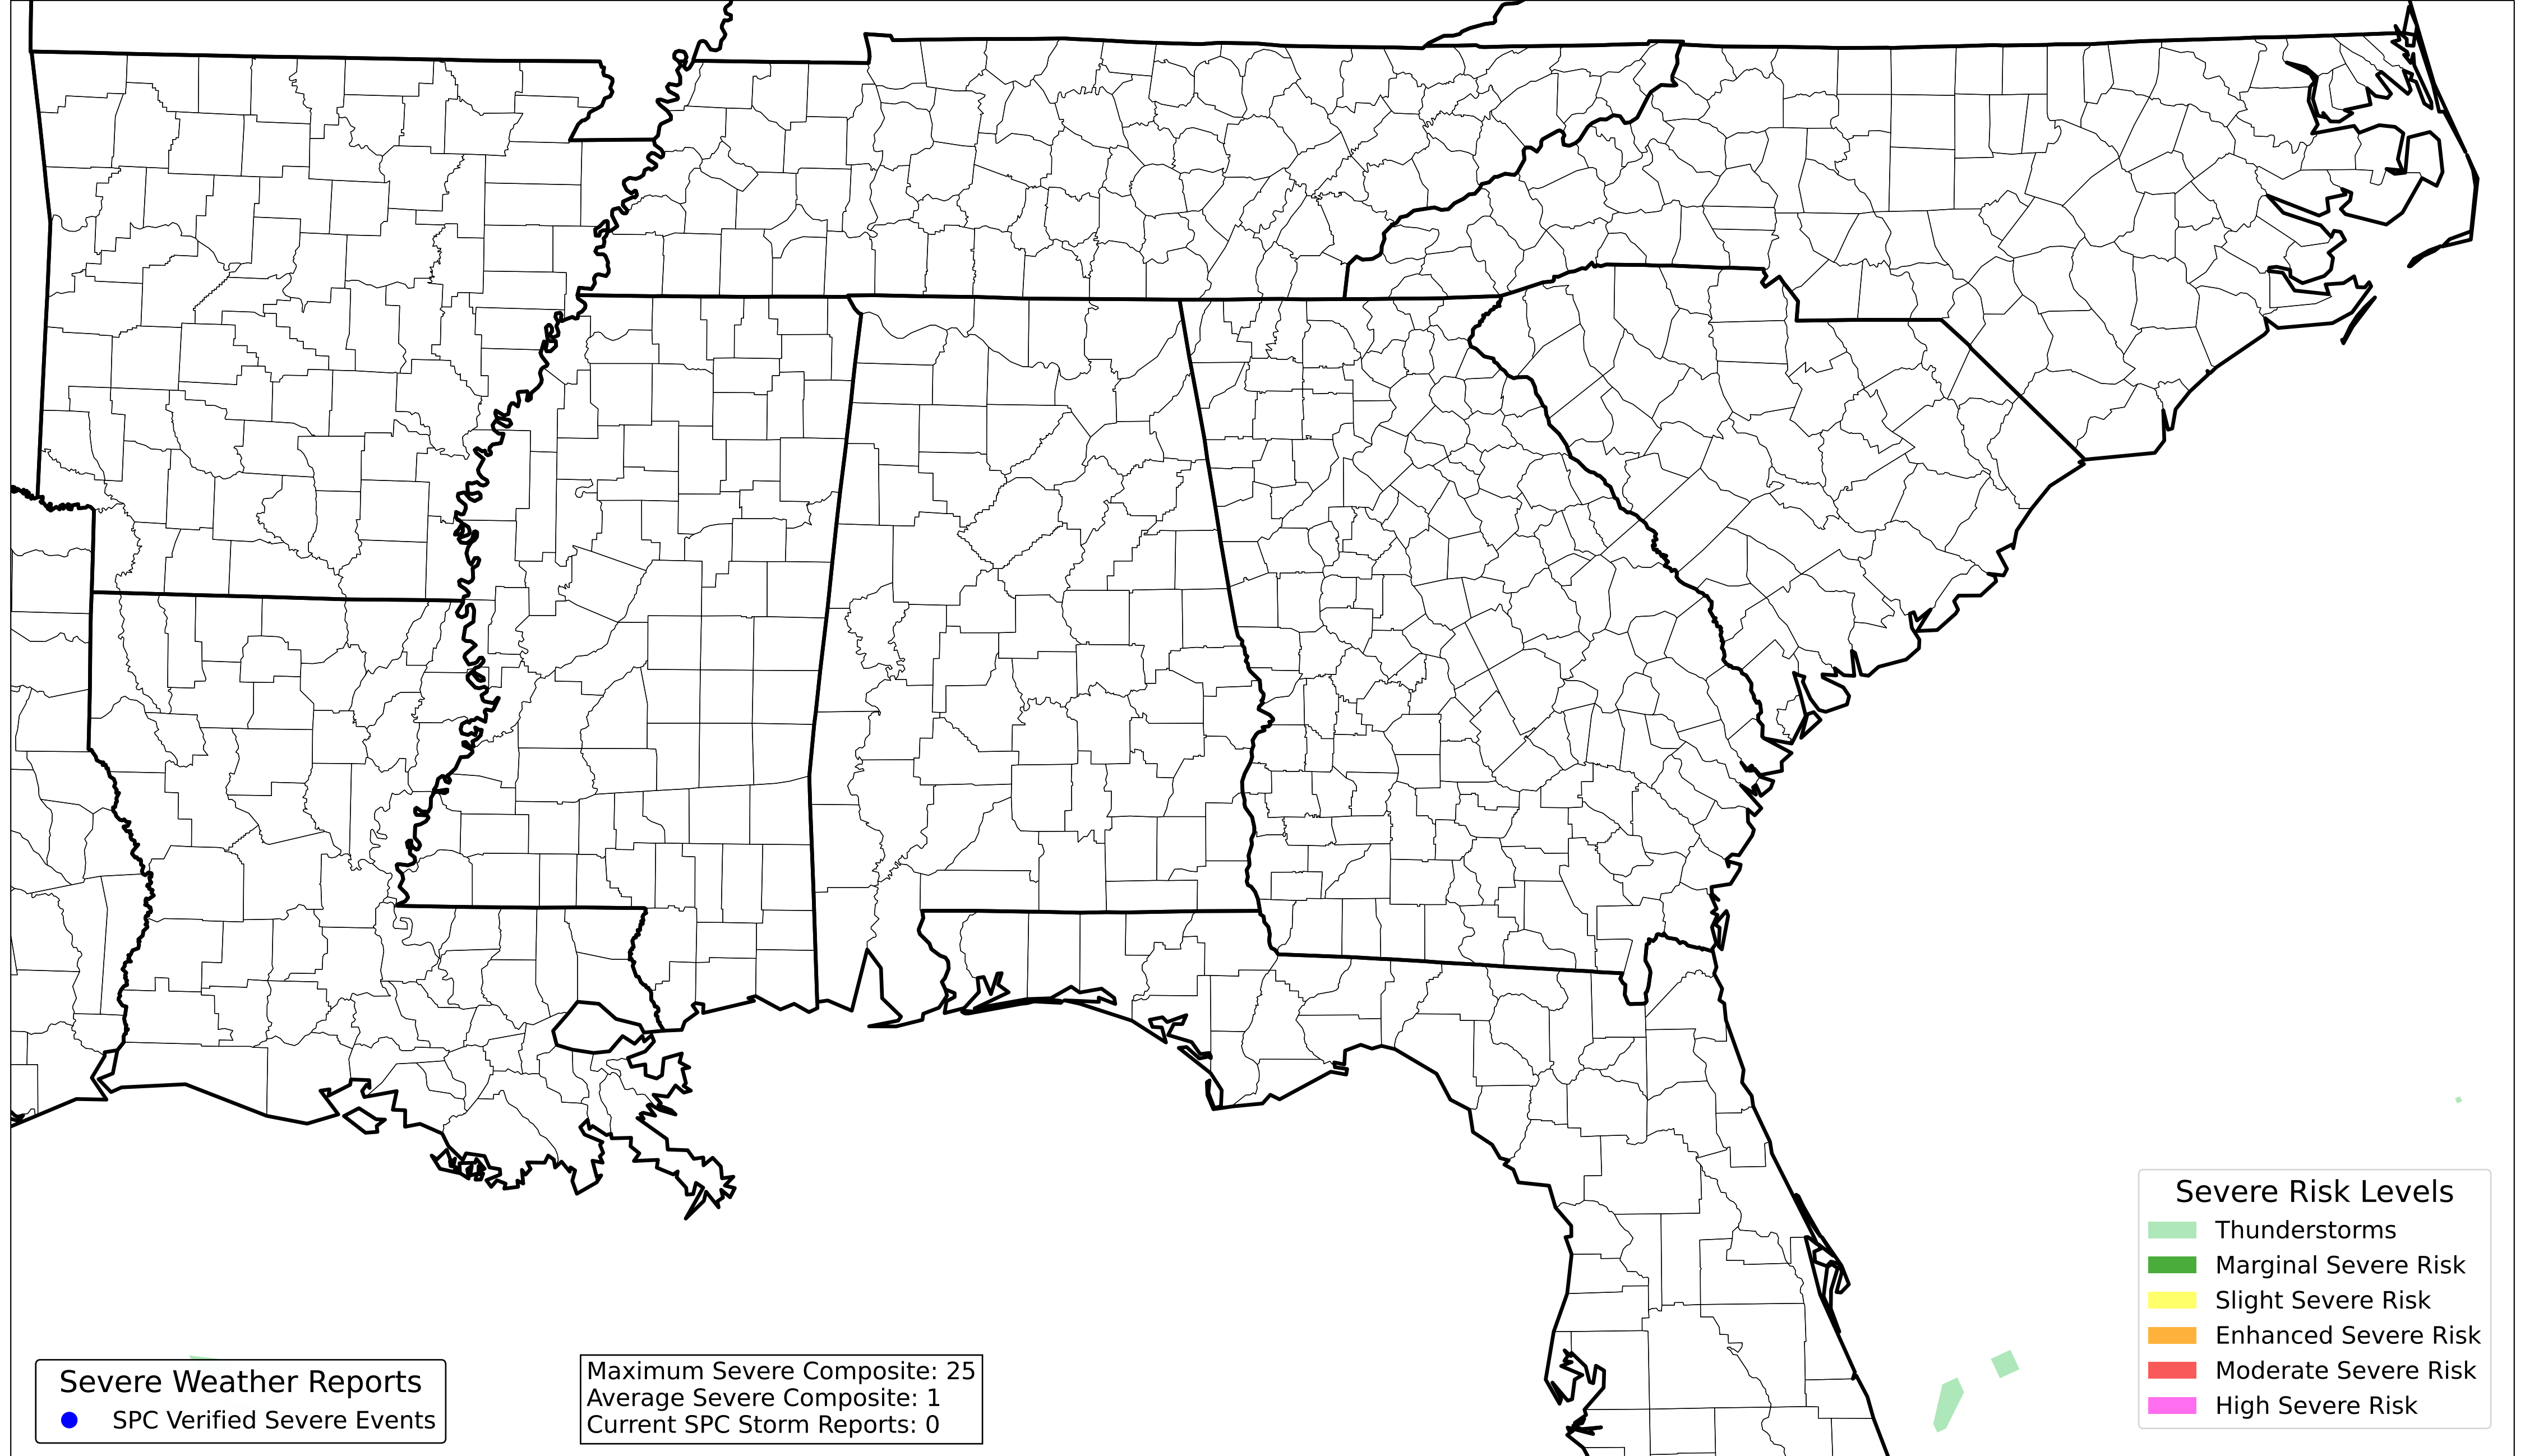 Severe Risk Levels
Thunderstorms
Marginal Severe Risk
Slight Severe Risk
Enhanced Severe Risk
Moderate Severe Risk
High Severe Risk
Severe Weather Reports
SPC Verified Severe Events
Maximum Severe Composite: 25
Average Severe Composite: 1
Current SPC Storm Reports: 0